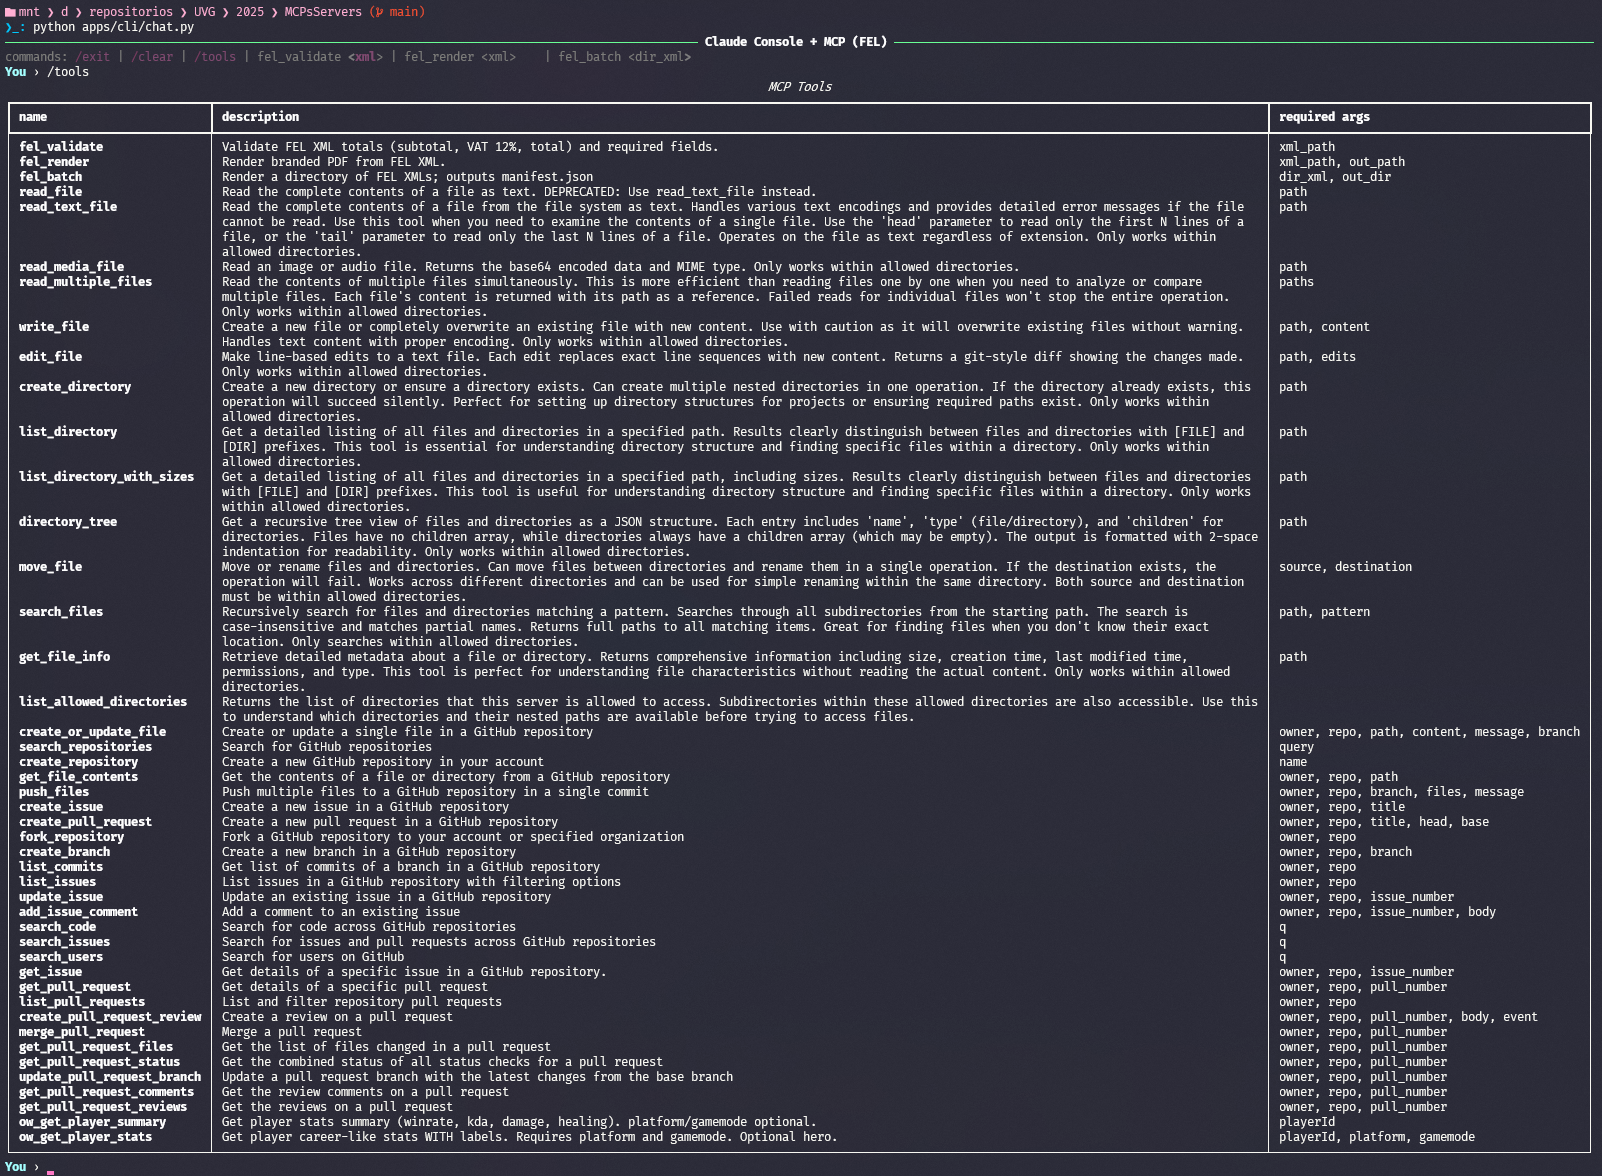 mnt ❯ d ❯ repositorios ❯ UVG ❯ 2025 ❯ MCPsServers ( main)
❯_: python apps/cli/chat.py
Claude Console + MCP (FEL)
commands: /exit | /clear | /tools | fel_validate <xml> | fel_render <xml>    | fel_batch <dir_xml>
You › /tools
MCP Tools
name description required args
fel_validate Validate FEL XML totals (subtotal, VAT 12%, total) and required fields. xml_path
fel_render Render branded PDF from FEL XML. xml_path, out_path
fel_batch Render a directory of FEL XMLs; outputs manifest.json dir_xml, out_dir
read_file Read the complete contents of a file as text. DEPRECATED: Use read_text_file instead. path
read_text_file Read the complete contents of a file from the file system as text. Handles various text encodings and provides detailed error messages if the file path
cannot be read. Use this tool when you need to examine the contents of a single file. Use the 'head' parameter to read only the first N lines of a
file, or the 'tail' parameter to read only the last N lines of a file. Operates on the file as text regardless of extension. Only works within
allowed directories.
read_media_file Read an image or audio file. Returns the base64 encoded data and MIME type. Only works within allowed directories. path
read_multiple_files Read the contents of multiple files simultaneously. This is more efficient than reading files one by one when you need to analyze or compare paths
multiple files. Each file's content is returned with its path as a reference. Failed reads for individual files won't stop the entire operation.
Only works within allowed directories.
write_file Create a new file or completely overwrite an existing file with new content. Use with caution as it will overwrite existing files without warning. path, content
Handles text content with proper encoding. Only works within allowed directories.
edit_file Make line-based edits to a text file. Each edit replaces exact line sequences with new content. Returns a git-style diff showing the changes made. path, edits
Only works within allowed directories.
create_directory Create a new directory or ensure a directory exists. Can create multiple nested directories in one operation. If the directory already exists, this path
operation will succeed silently. Perfect for setting up directory structures for projects or ensuring required paths exist. Only works within
allowed directories.
list_directory Get a detailed listing of all files and directories in a specified path. Results clearly distinguish between files and directories with [FILE] and path
[DIR] prefixes. This tool is essential for understanding directory structure and finding specific files within a directory. Only works within
allowed directories.
list_directory_with_sizes Get a detailed listing of all files and directories in a specified path, including sizes. Results clearly distinguish between files and directories path
with [FILE] and [DIR] prefixes. This tool is useful for understanding directory structure and finding specific files within a directory. Only works
within allowed directories.
directory_tree Get a recursive tree view of files and directories as a JSON structure. Each entry includes 'name', 'type' (file/directory), and 'children' for path
directories. Files have no children array, while directories always have a children array (which may be empty). The output is formatted with 2-space
indentation for readability. Only works within allowed directories.
move_file Move or rename files and directories. Can move files between directories and rename them in a single operation. If the destination exists, the source, destination
operation will fail. Works across different directories and can be used for simple renaming within the same directory. Both source and destination
must be within allowed directories.
search_files Recursively search for files and directories matching a pattern. Searches through all subdirectories from the starting path. The search is path, pattern
case-insensitive and matches partial names. Returns full paths to all matching items. Great for finding files when you don't know their exact
location. Only searches within allowed directories.
get_file_info Retrieve detailed metadata about a file or directory. Returns comprehensive information including size, creation time, last modified time, path
permissions, and type. This tool is perfect for understanding file characteristics without reading the actual content. Only works within allowed
directories.
list_allowed_directories Returns the list of directories that this server is allowed to access. Subdirectories within these allowed directories are also accessible. Use this
to understand which directories and their nested paths are available before trying to access files.
create_or_update_file Create or update a single file in a GitHub repository owner, repo, path, content, message, branch
search_repositories Search for GitHub repositories query
create_repository Create a new GitHub repository in your account name
get_file_contents Get the contents of a file or directory from a GitHub repository owner, repo, path
push_files Push multiple files to a GitHub repository in a single commit owner, repo, branch, files, message
create_issue Create a new issue in a GitHub repository owner, repo, title
create_pull_request Create a new pull request in a GitHub repository owner, repo, title, head, base
fork_repository Fork a GitHub repository to your account or specified organization owner, repo
create_branch Create a new branch in a GitHub repository owner, repo, branch
list_commits Get list of commits of a branch in a GitHub repository owner, repo
list_issues List issues in a GitHub repository with filtering options owner, repo
update_issue Update an existing issue in a GitHub repository owner, repo, issue_number
add_issue_comment Add a comment to an existing issue owner, repo, issue_number, body
search_code Search for code across GitHub repositories q
search_issues Search for issues and pull requests across GitHub repositories q
search_users Search for users on GitHub q
get_issue Get details of a specific issue in a GitHub repository. owner, repo, issue_number
get_pull_request Get details of a specific pull request owner, repo, pull_number
list_pull_requests List and filter repository pull requests owner, repo
create_pull_request_review Create a review on a pull request owner, repo, pull_number, body, event
merge_pull_request Merge a pull request owner, repo, pull_number
get_pull_request_files Get the list of files changed in a pull request owner, repo, pull_number
get_pull_request_status Get the combined status of all status checks for a pull request owner, repo, pull_number
update_pull_request_branch Update a pull request branch with the latest changes from the base branch owner, repo, pull_number
get_pull_request_comments Get the review comments on a pull request owner, repo, pull_number
get_pull_request_reviews Get the reviews on a pull request owner, repo, pull_number
ow_get_player_summary Get player stats summary (winrate, kda, damage, healing). platform/gamemode optional. playerId
ow_get_player_stats Get player career-like stats WITH labels. Requires platform and gamemode. Optional hero. playerId, platform, gamemode
You ›